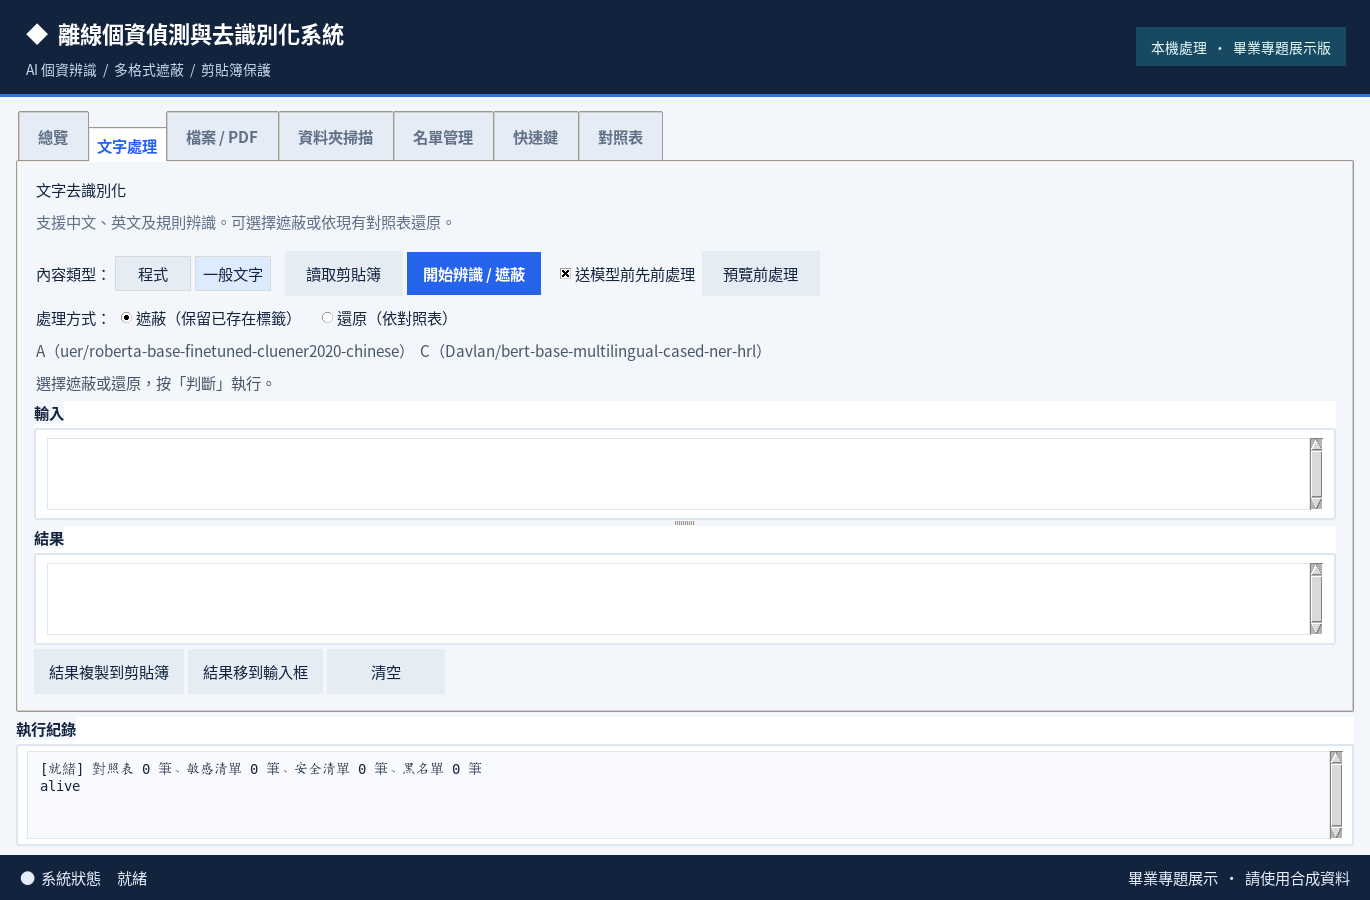 ◆ 離線個資偵測與去識別化系統
AI 個資辨識 / 多格式遮蔽 / 剪貼簿保護
本機處理 · 畢業專題展示版
總覽 文字處理 檔案 / PDF 資料夾掃描 名單管理 快速鍵 對照表
文字去識別化
支援中文、英文及規則辨識。可選擇遮蔽或依現有對照表還原。
內容類型： 程式 一般文字 讀取剪貼簿 開始辨識 / 遮蔽 送模型前先前處理 預覽前處理
處理方式： 遮蔽（保留已存在標籤） 還原（依對照表）
A（uer/roberta-base-finetuned-cluener2020-chinese） C（Davlan/bert-base-multilingual-cased-ner-hrl）
選擇遮蔽或還原，按「判斷」執行。
輸入
結果
結果複製到剪貼簿 結果移到輸入框 清空
執行紀錄
[就緒] 對照表 0 筆、敏感清單 0 筆、安全清單 0 筆、黑名單 0 筆
alive
● 系統狀態 就緒
畢業專題展示 · 請使用合成資料